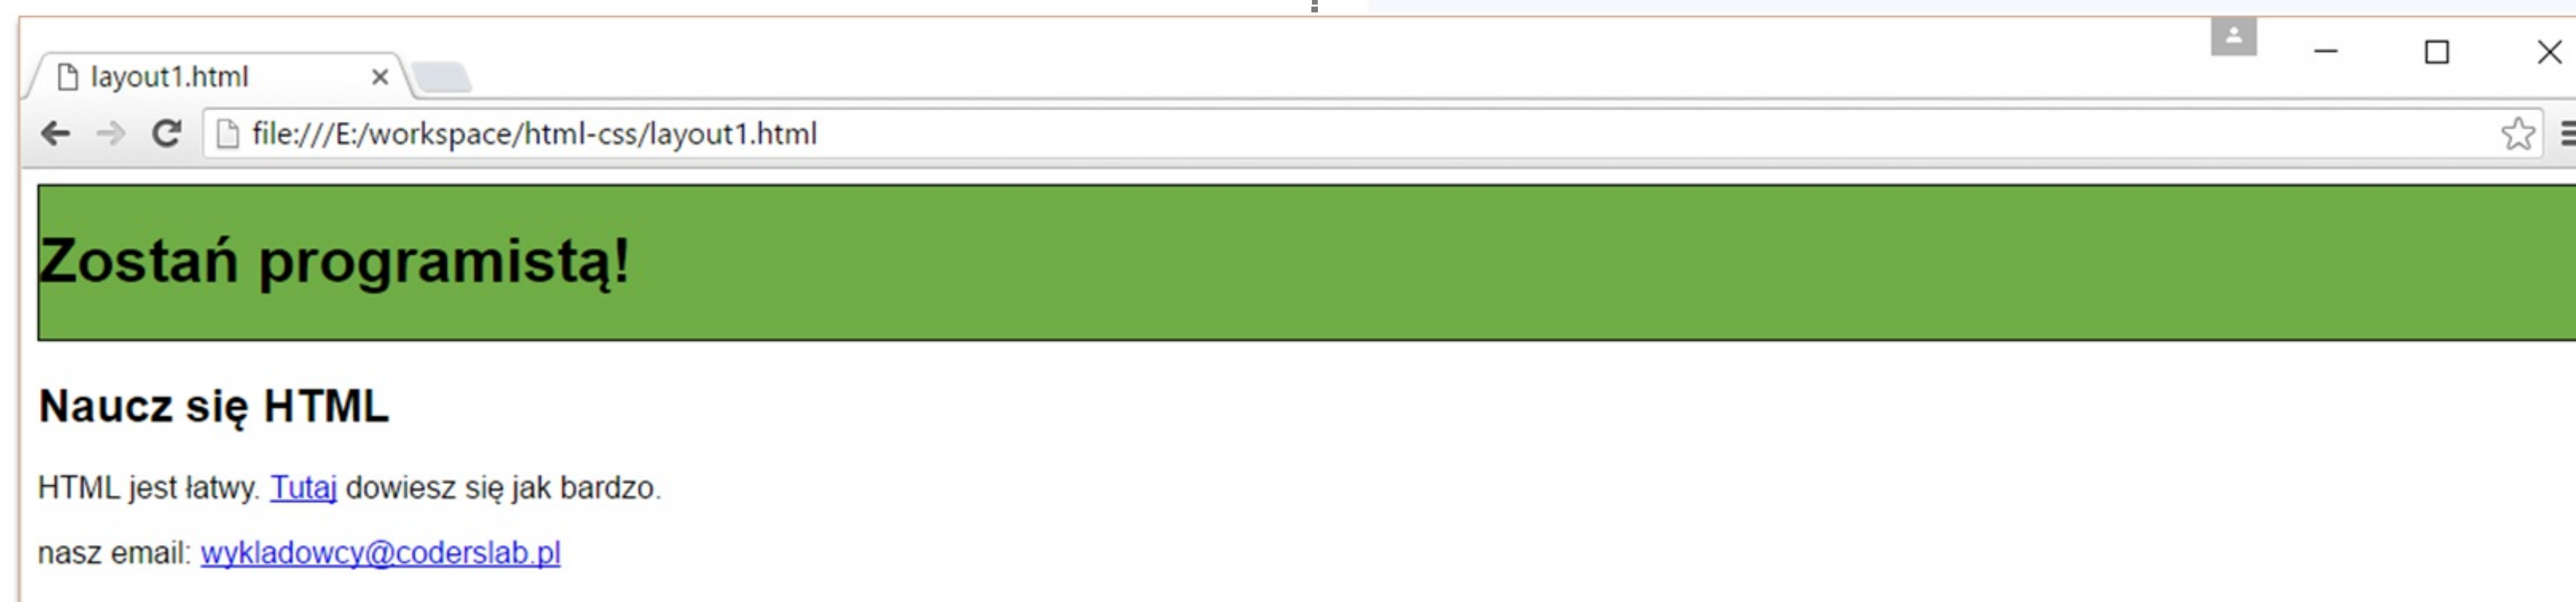 layout1.html
file:///E:/workspace/html-css/layout1.html
Zostań programistą!
Naucz się HTML
HTML jest łatwy. Tutaj dowiesz się jak bardzo.
nasz email: wykladowcy@coderslab.pl